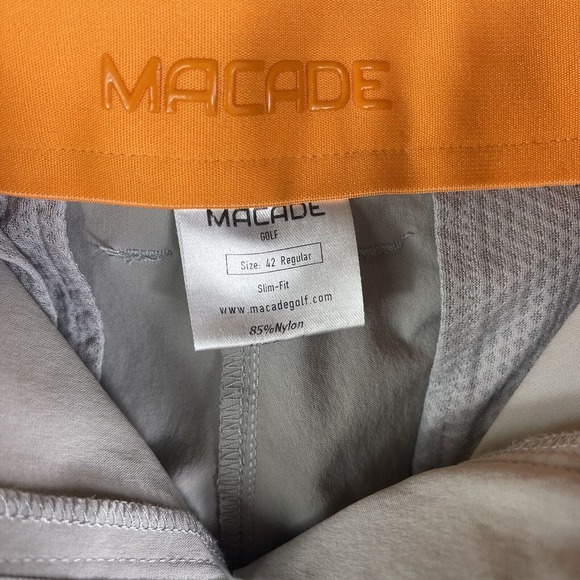 MACADE
MACADE
GOLF
Size: 42 Regular
Slim-Fit
www.macadegolf.com
85%Nylon